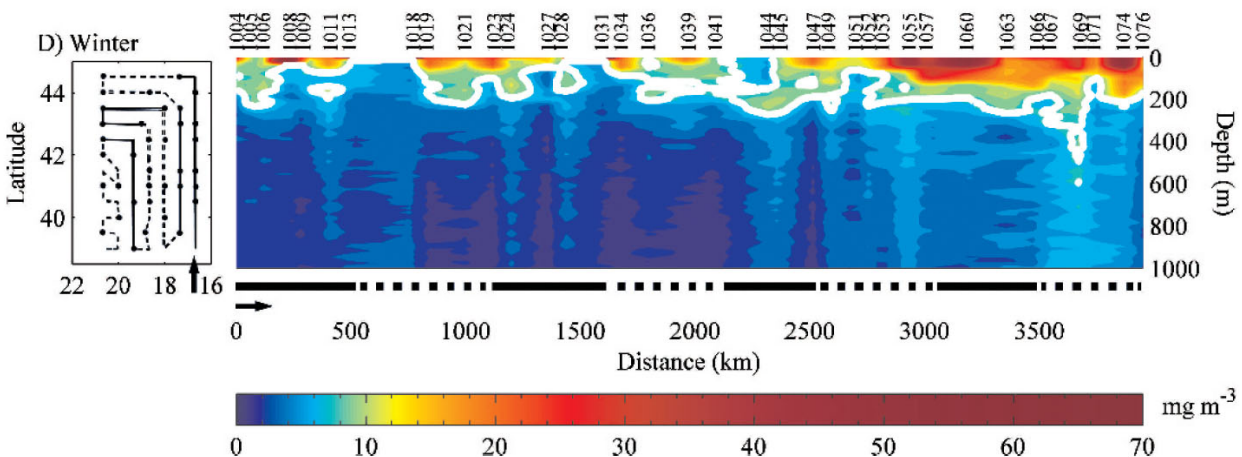 1004 1005 1006 1008 1009 1011 1013 1018 1019 1021 1023 1024 1027 1028 1031 1034 1036 1039 1041 1044 1045 1047 1049 1051 1052 1053 1055 1057 1060 1063 1066 1067 1069 1071 1074 1076
D) Winter
Latitude
44
42
40
22 20 18 16
0
200
400
600
800
1000
Depth (m)
0 500 1000 1500 2000 2500 3000 3500
Distance (km)
mg m⁻³
0 10 20 30 40 50 60 70